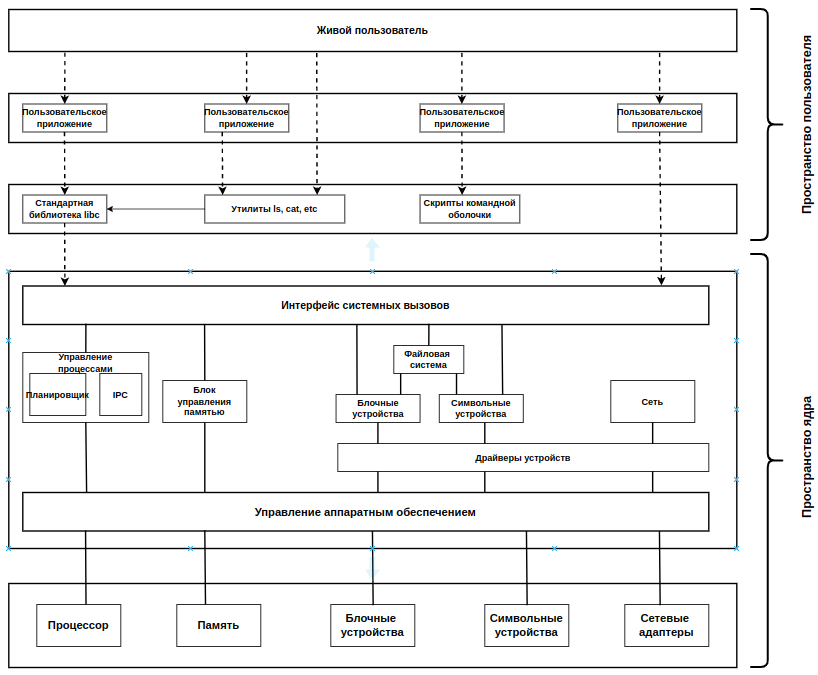 Живой пользователь
Пользовательское
приложение
Пользовательское
приложение
Пользовательское
приложение
Пользовательское
приложение
Пространство пользователя
Стандартная
библиотека libc
Утилиты ls, cat, etc
Скрипты командной
оболочки
Интерфейс системных вызовов
Управление
процессами
Планировщик
IPC
Блок
управления
памятью
Файловая
система
Блочные
устройства
Символьные
устройства
Сеть
Драйверы устройств
Управление аппаратным обеспечением
Пространство ядра
Процессор
Память
Блочные
устройства
Символьные
устройства
Сетевые
адаптеры